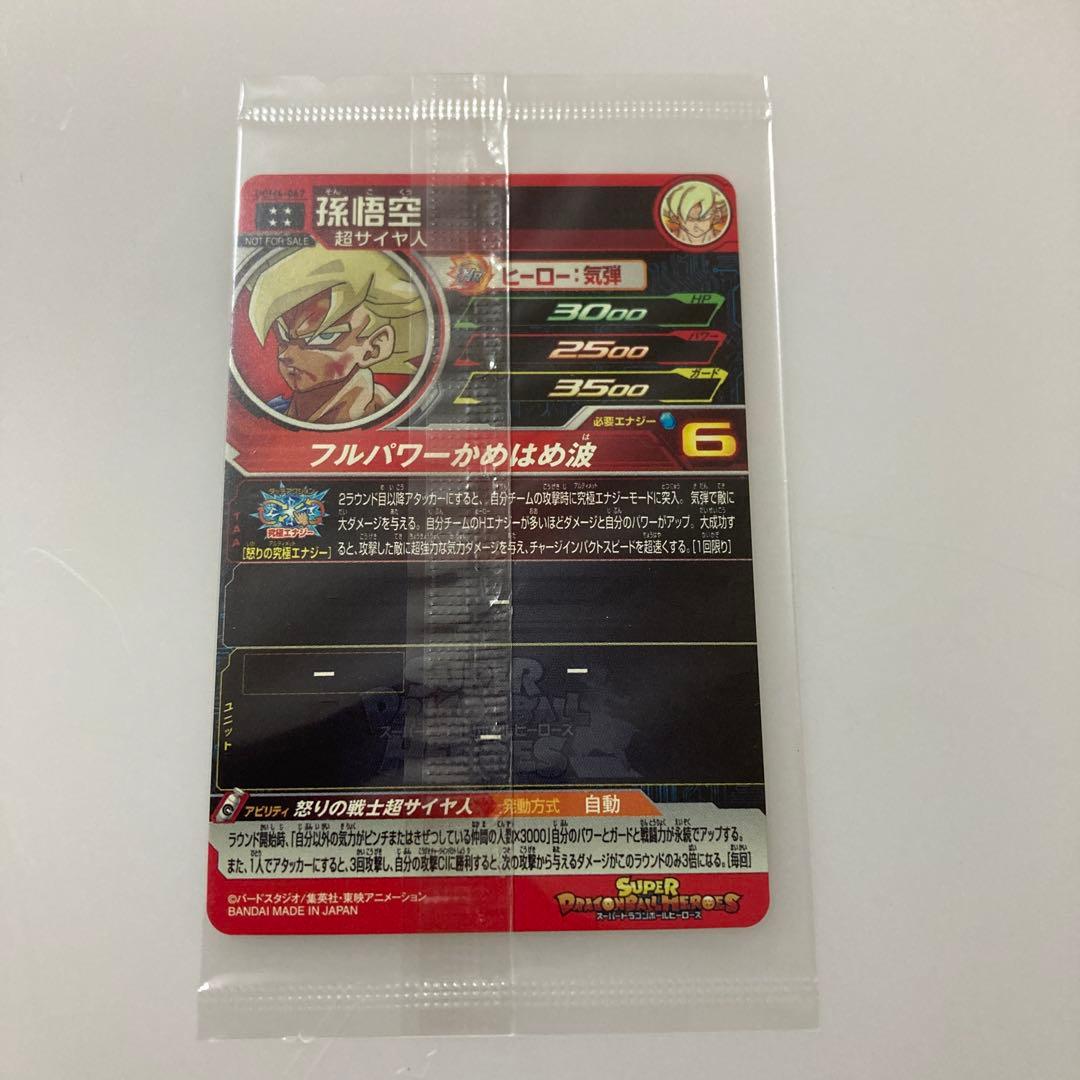 NOT FOR SALE
孫悟空
超サイヤ人
ヒーロー:気弾
HP
3000
パワー
2500
ガード
3500
必要エナジー
6
フルパワーかめはめ波
究極エナジー
[怒りの究極エナジー]
2ラウンド目以降アタッカーにすると、自分チームの攻撃時に究極エナジーモードに突入。気弾で敵に
大ダメージを与える。自分チームのHエナジーが多いほどダメージと自分のパワーがアップ。大成功す
ると、攻撃した敵に超強力な気力ダメージを与え、チャージインパクトスピードを超速くする。[1回限り]
TAA
ー
ー ー
ユニット
ー
SUPER
DRAGONBALL
スーパードラゴンボールヒーローズ
HEROES
アビリティ 怒りの戦士超サイヤ人 発動方式 自動
ラウンド開始時、「自分以外の気力がピンチまたはきぜつしている仲間の人数×3000」自分のパワーとガードと戦闘力が永続でアップする。
また、1人でアタッカーにすると、3回攻撃し、自分の攻撃CIに勝利すると、次の攻撃から与えるダメージがこのラウンドのみ3倍になる。[毎回]
©バードスタジオ/集英社・東映アニメーション
BANDAI MADE IN JAPAN
SUPER
DRAGONBALL HEROES
スーパードラゴンボールヒーローズ